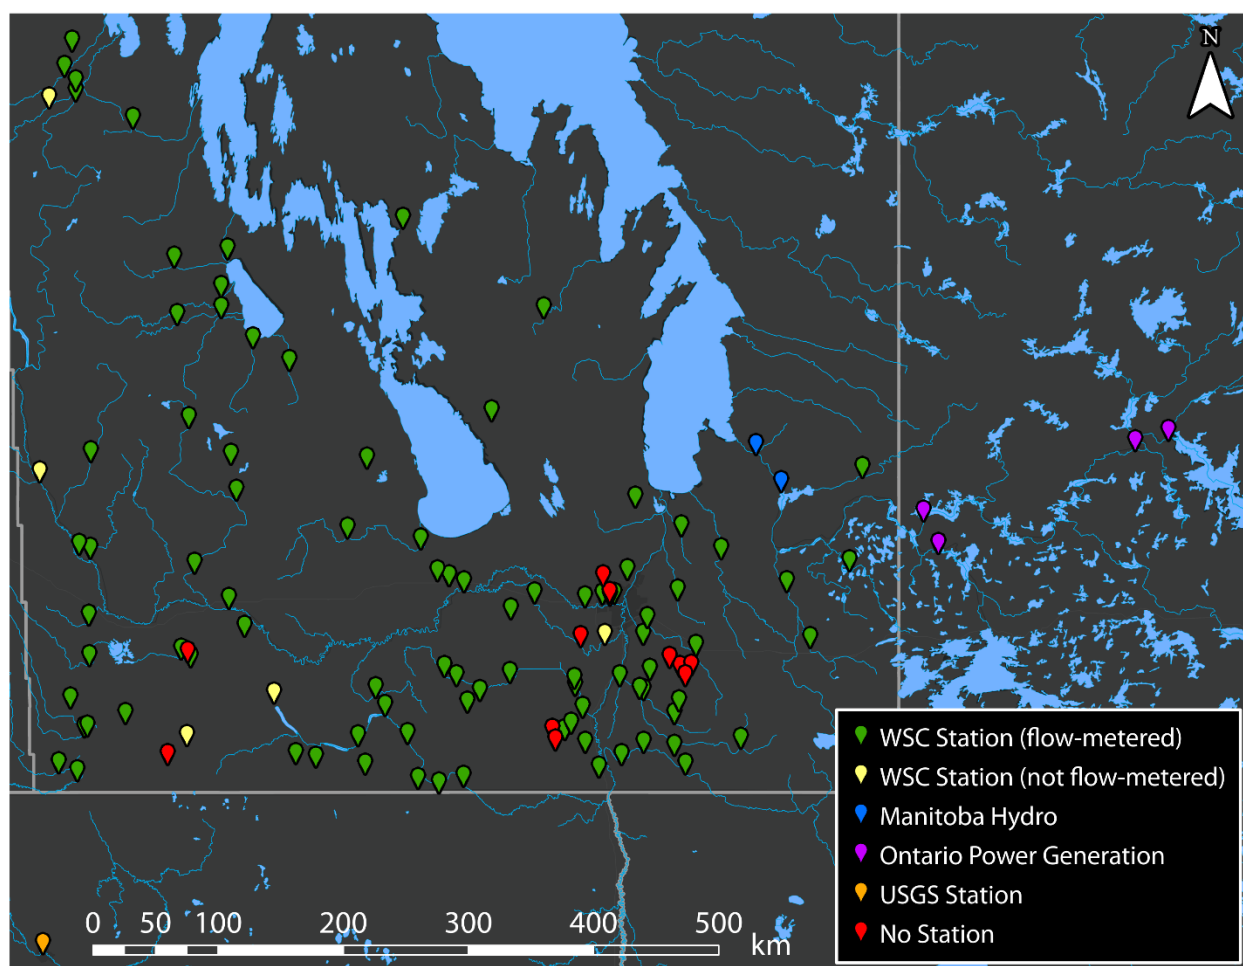 N
WSC Station (flow-metered)
WSC Station (not flow-metered)
Manitoba Hydro
Ontario Power Generation
USGS Station
No Station
0 50 100 200 300 400 500
km